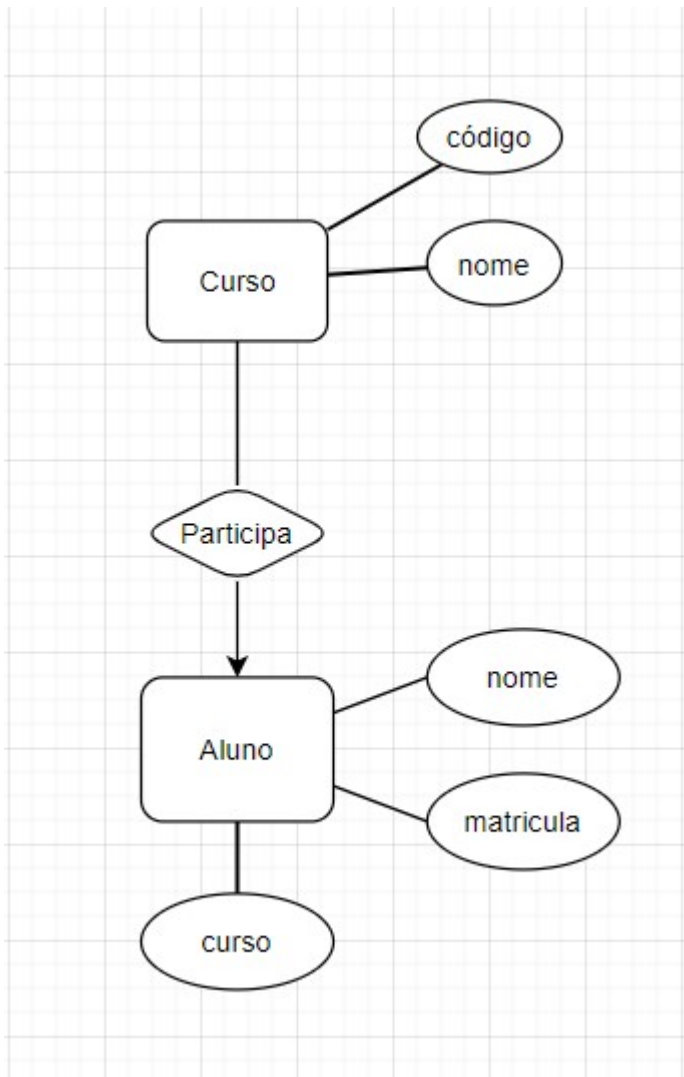 código
nome
Curso
Participa
nome
Aluno
matricula
curso